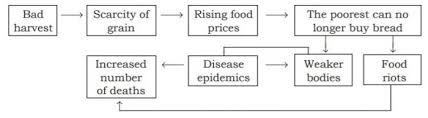 Bad
harvest
Scarcity of
grain
Rising food
prices
The poorest can no
longer buy bread
Increased
number
of deaths
Disease
epidemics
Weaker
bodies
Food
riots